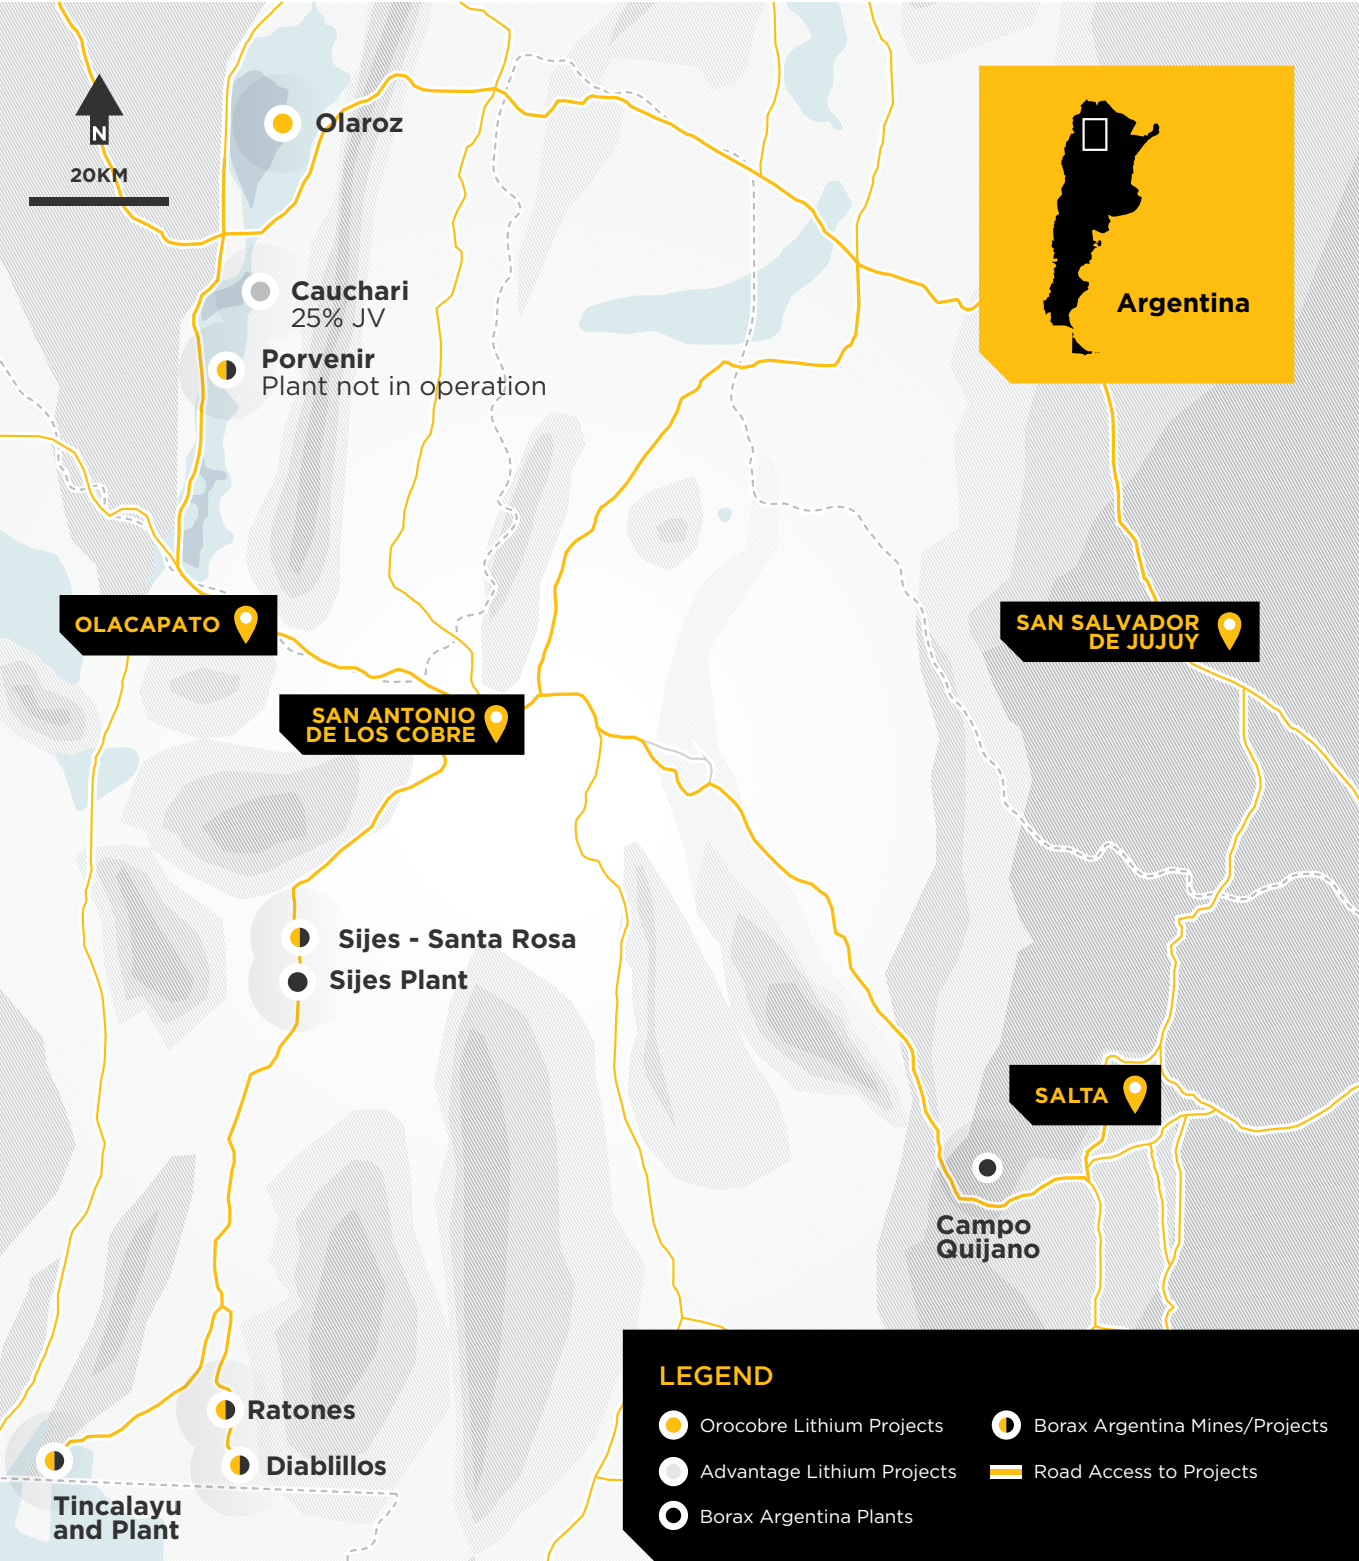 N
20KM
Olaroz
Argentina
Cauchari
25% JV
Porvenir
Plant not in operation
OLACAPATO
SAN SALVADOR
DE JUJUY
SAN ANTONIO
DE LOS COBRE
Sijes - Santa Rosa
Sijes Plant
SALTA
Campo
Quijano
Ratones
Diablillos
Tincalayu
and Plant
LEGEND
Orocobre Lithium Projects
Advantage Lithium Projects
Borax Argentina Plants
Borax Argentina Mines/Projects
Road Access to Projects